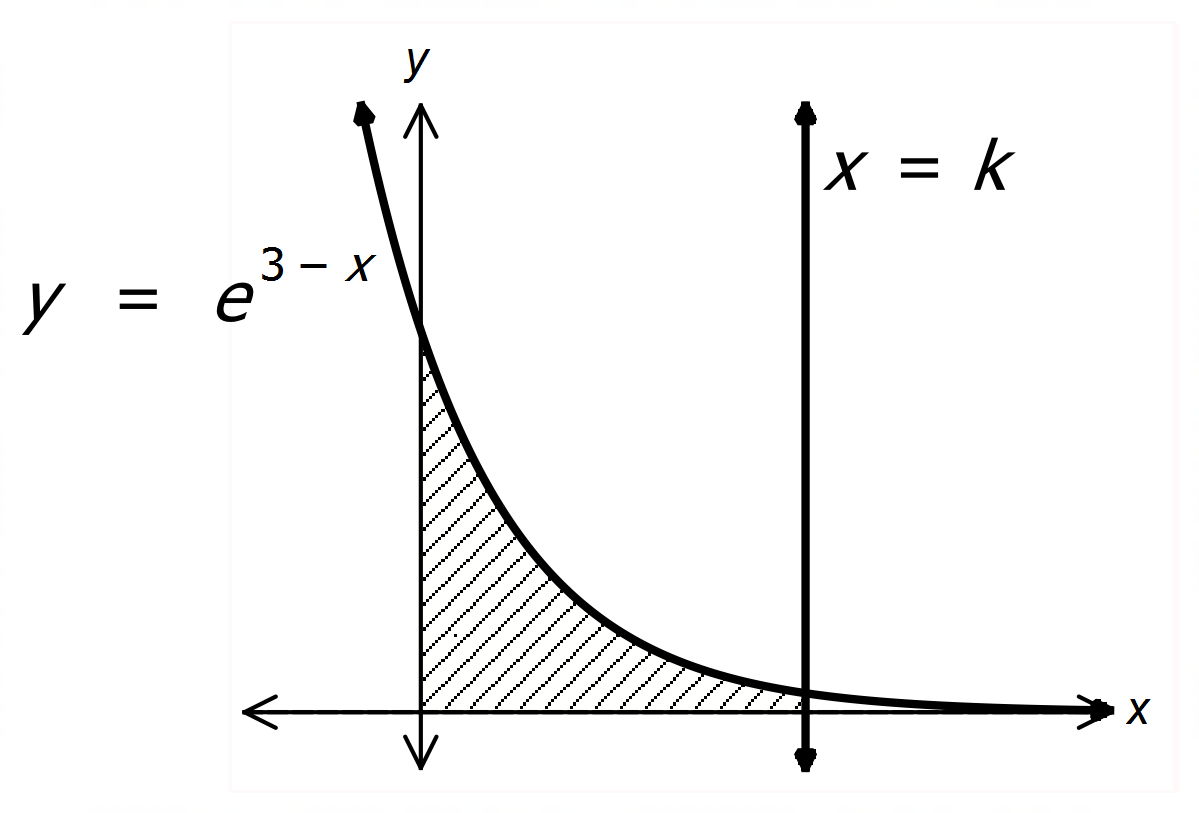 y
x = k
y = e^{3 − x}
x